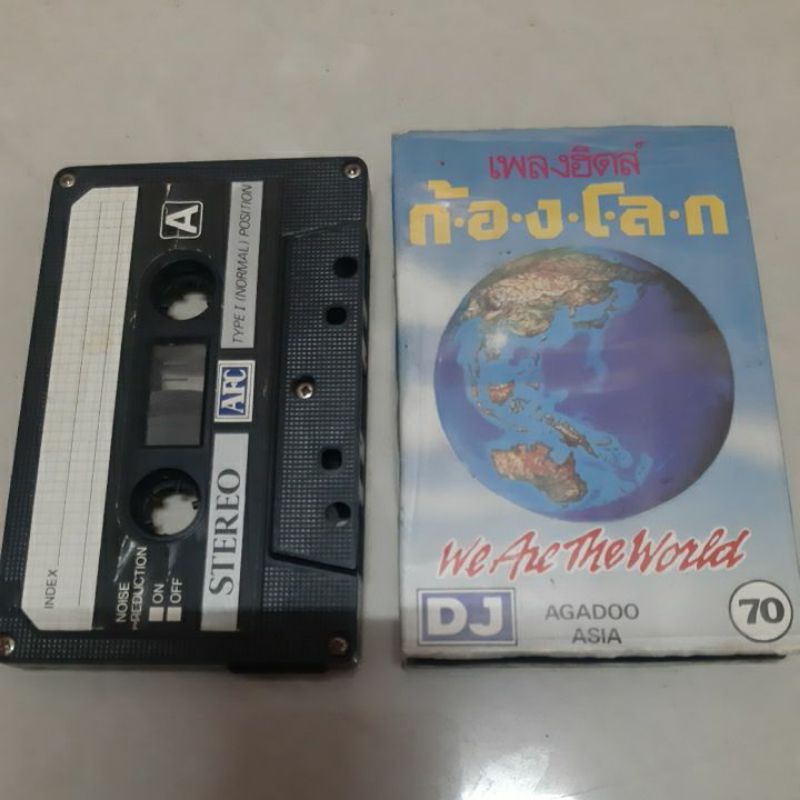 A
TYPE I (NORMAL) POSITION
AFC
STEREO
INDEX
NOISE
REDUCTION
ON
OFF
เพลงฮิตส์
ก้·อ·ง·โ·ล·ก
We Are The World
DJ
AGADOO
ASIA
70